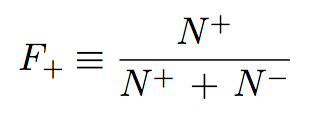 F₊ ≡ N⁺ / (N⁺ + N⁻)